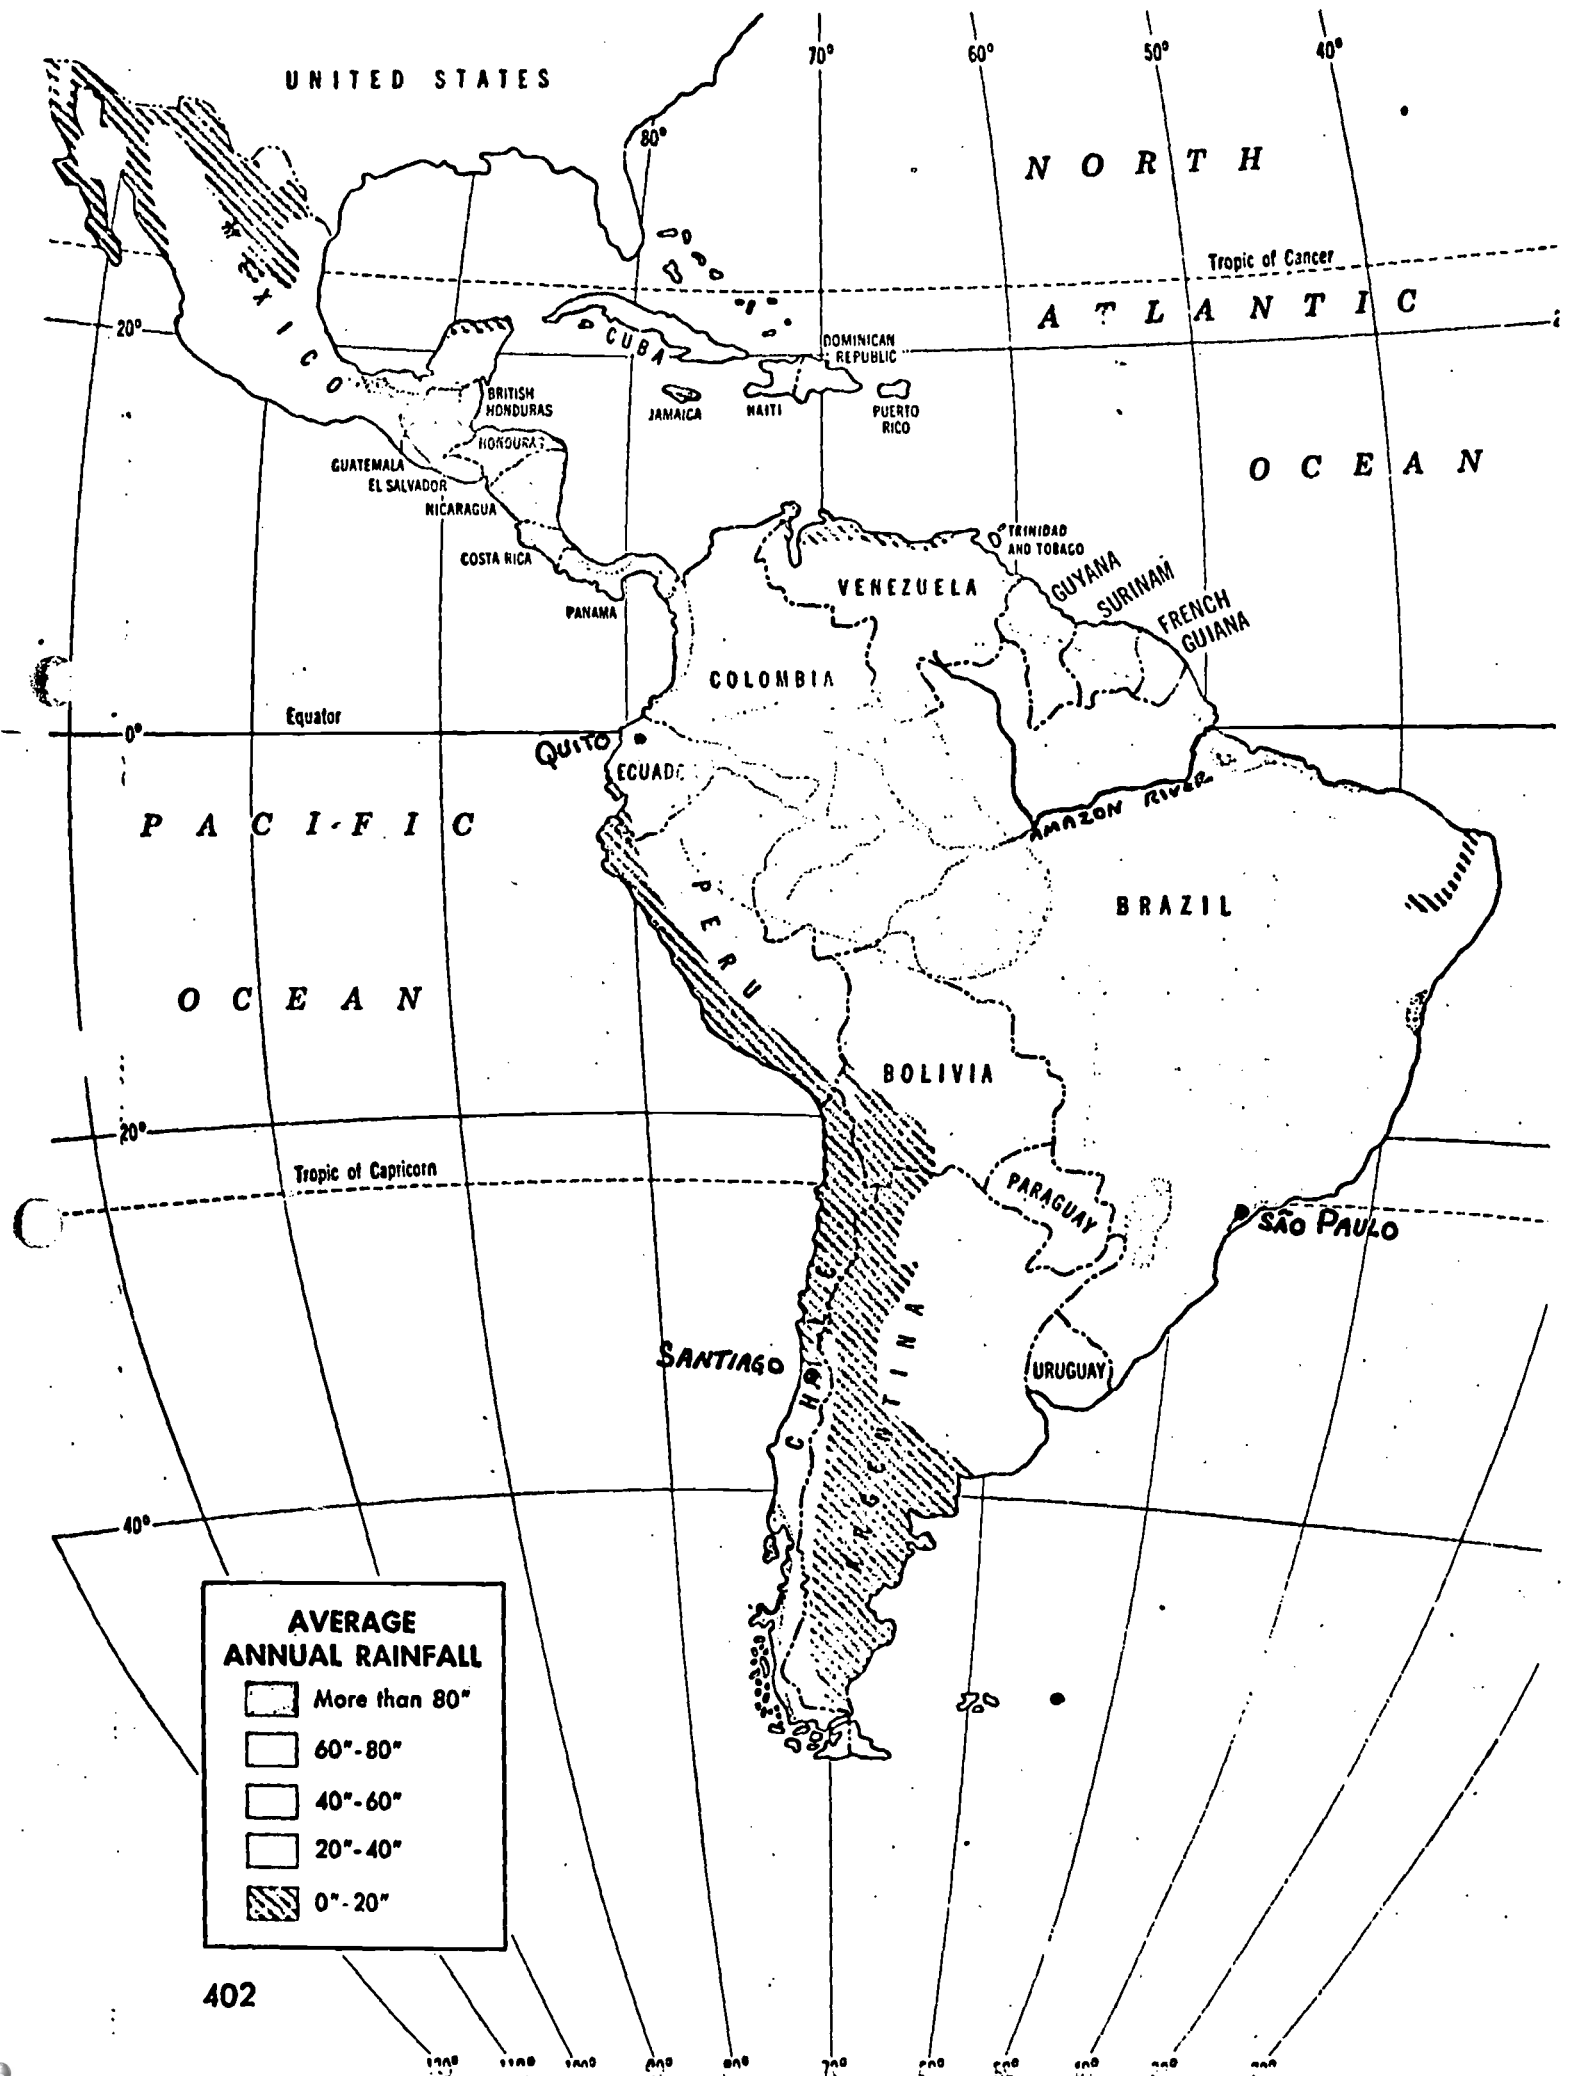 70°
60°
50°
40°
UNITED STATES
80°
NORTH
Tropic of Cancer
ATLANTIC
20°
MEXICO
CUBA
DOMINICAN
REPUBLIC
BRITISH
HONDURAS
JAMAICA
HAITI
PUERTO
RICO
HONDURAS
GUATEMALA
EL SALVADOR
OCEAN
NICARAGUA
COSTA RICA
TRINIDAD
AND TOBAGO
PANAMA
VENEZUELA
GUYANA
SURINAM
FRENCH
GUIANA
COLOMBIA
Equator
0°
QUITO
ECUAD
AMAZON RIVER
PACIFIC
PERU
BRAZIL
OCEAN
BOLIVIA
20°
Tropic of Capricorn
PARAGUAY
SÃO PAULO
CHILE
ARGENTINA
SANTIAGO
URUGUAY
40°
AVERAGE
ANNUAL RAINFALL
More than 80"
60"-80"
40"-60"
20"-40"
0"-20"
402
70°